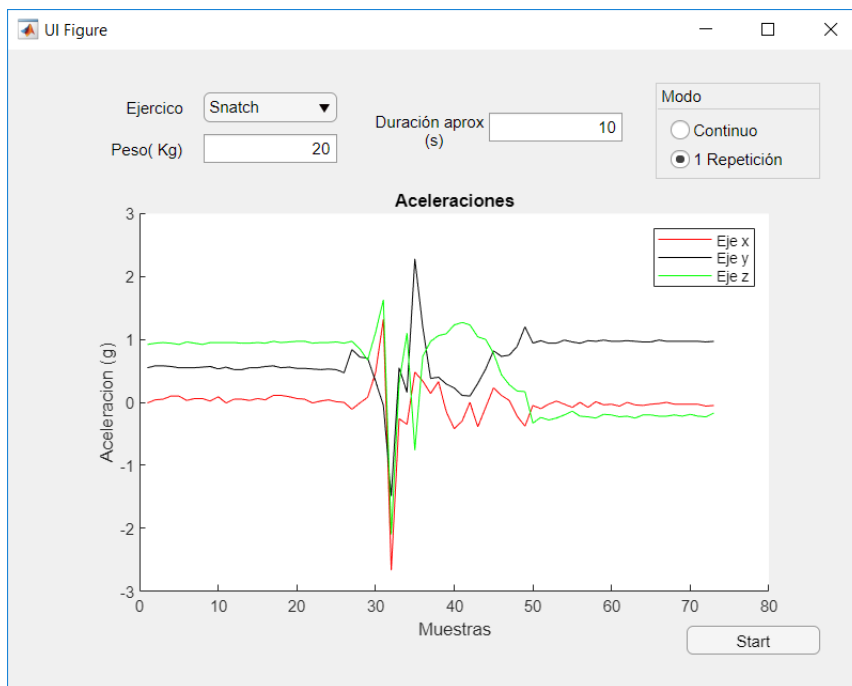 UI Figure
Ejercico
Snatch
Peso( Kg)
20
Duración aprox
(s)
10
Modo
Continuo
1 Repetición
Aceleraciones
Eje x
Eje y
Eje z
Aceleracion (g)
3
2
1
0
-1
-2
-3
0
10
20
30
40
50
60
70
80
Muestras
Start